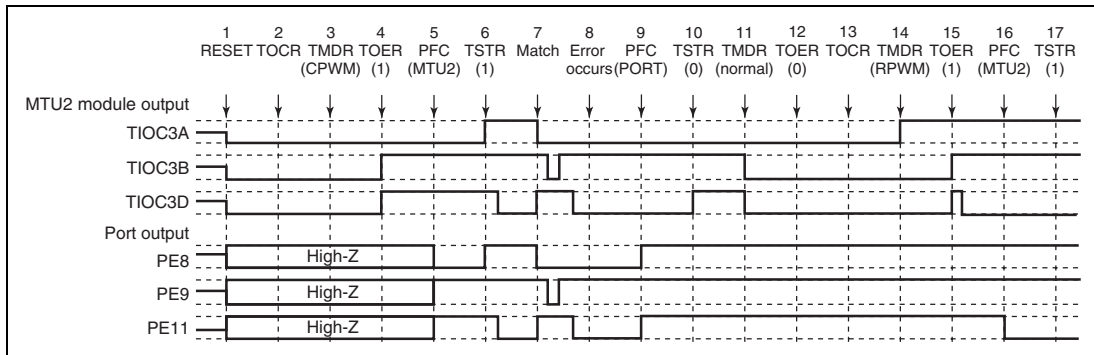 1 2 3 4 5 6 7 8 9 10 11 12 13 14 15 16 17
RESET TOCR TMDR TOER PFC TSTR Match Error PFC TSTR TMDR TOER TOCR TMDR TOER PFC TSTR
(CPWM) (1) (MTU2) (1) occurs (PORT) (0) (normal) (0) (RPWM) (1) (MTU2) (1)
MTU2 module output
TIOC3A
TIOC3B
TIOC3D
Port output
PE8 High-Z
PE9 High-Z
PE11 High-Z